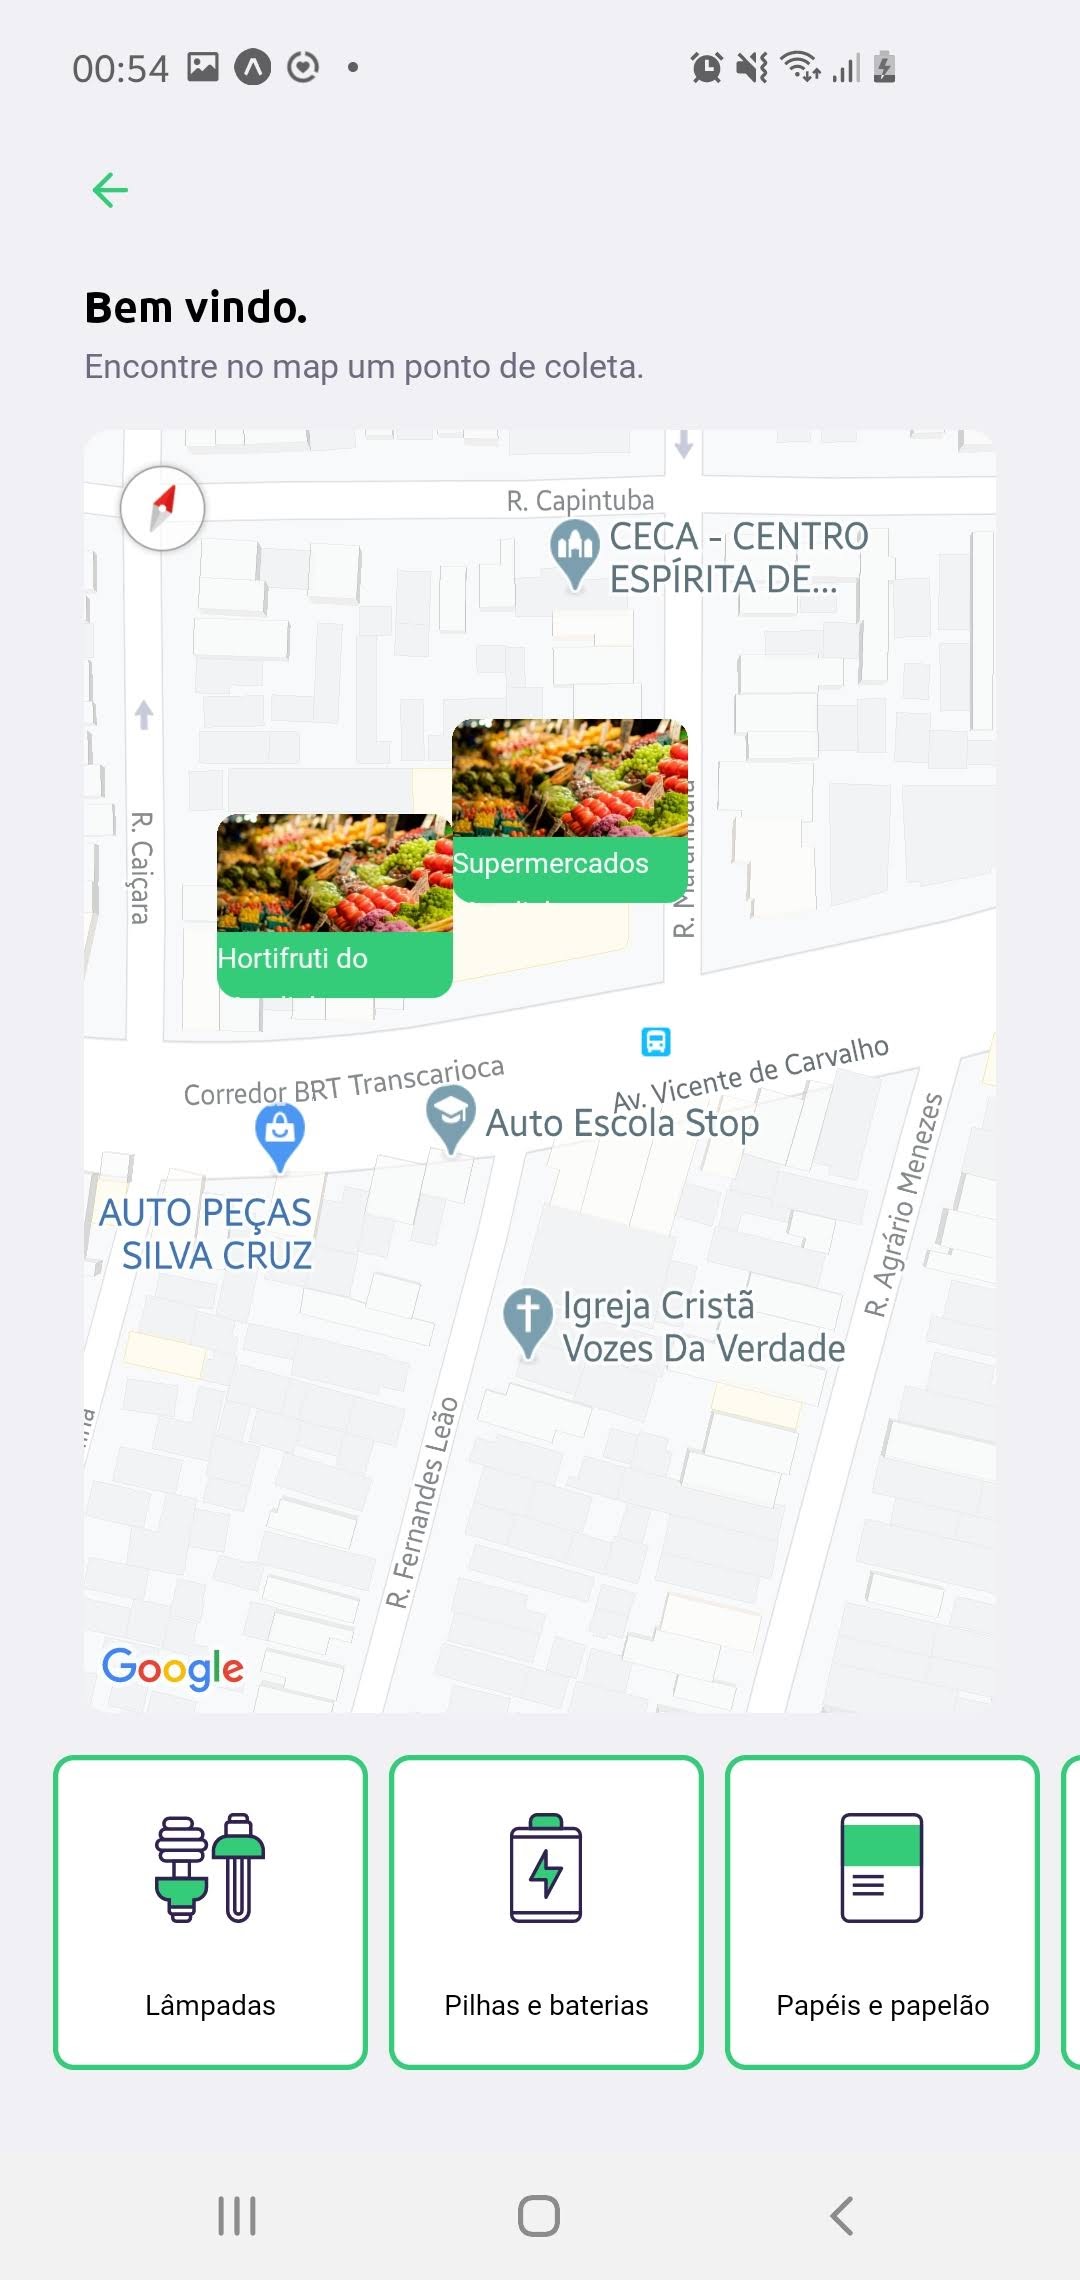 00:54
Bem vindo.
Encontre no map um ponto de coleta.
R. Capintuba
CECA - CENTRO
ESPÍRITA DE...
R. Caiçara
Supermercados
R.
Hortifruti do
Corredor BRT Transcarioca
Av. Vicente de Carvalho
Auto Escola Stop
AUTO PEÇAS
SILVA CRUZ
R. Agrário Menezes
Igreja Cristã
Vozes Da Verdade
R. Fernandes Leão
Google
Lâmpadas
Pilhas e baterias
Papéis e papelão